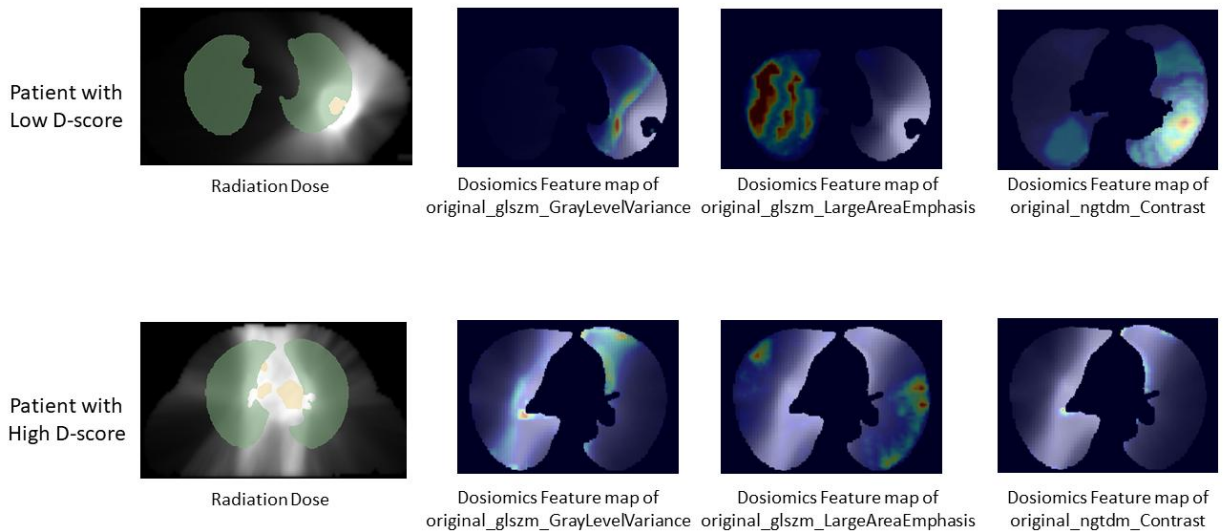 Patient with
Low D-score
Radiation Dose
Dosiomics Feature map of
original_glszm_GrayLevelVariance
Dosiomics Feature map of
original_glszm_LargeAreaEmphasis
Dosiomics Feature map of
original_ngtdm_Contrast
Patient with
High D-score
Radiation Dose
Dosiomics Feature map of
original_glszm_GrayLevelVariance
Dosiomics Feature map of
original_glszm_LargeAreaEmphasis
Dosiomics Feature map of
original_ngtdm_Contrast